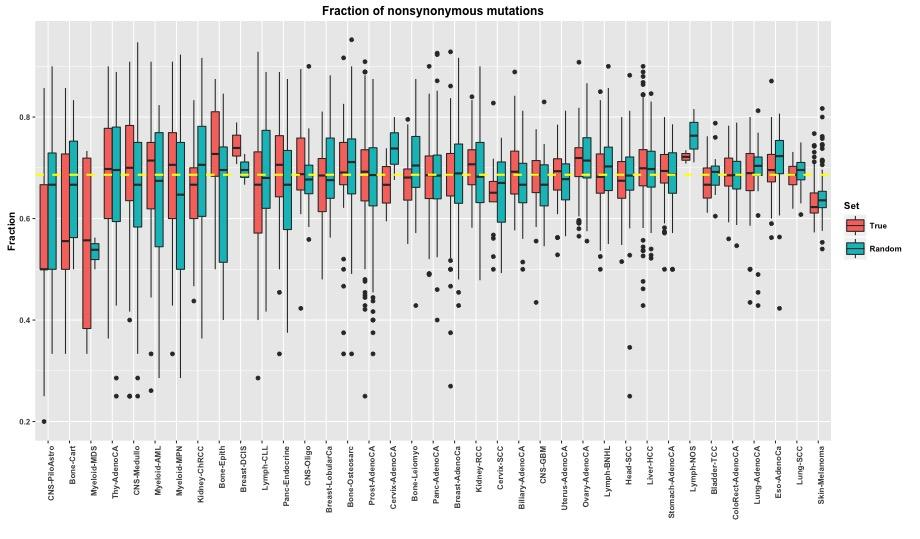 Fraction of nonsynonymous mutations
Fraction
0.8
0.6
0.4
0.2
CNS-PiloAstro
Bone-Cart
Myeloid-MDS
Thy-AdenoCA
CNS-Medullo
Myeloid-AML
Myeloid-MPN
Kidney-ChRCC
Bone-Epith
Breast-DCIS
Lymph-CLL
Panc-Endocrine
CNS-Oligo
Breast-LobularCa
Bone-Osteosarc
Prost-AdenoCA
Cervix-AdenoCA
Bone-Leiomyo
Panc-AdenoCA
Breast-AdenoCa
Kidney-RCC
Cervix-SCC
Biliary-AdenoCA
CNS-GBM
Uterus-AdenoCA
Ovary-AdenoCA
Lymph-BNHL
Head-SCC
Liver-HCC
Stomach-AdenoCA
Lymph-NOS
Bladder-TCC
ColoRect-AdenoCA
Lung-AdenoCA
Eso-AdenoCa
Lung-SCC
Skin-Melanoma
Set
True
Random